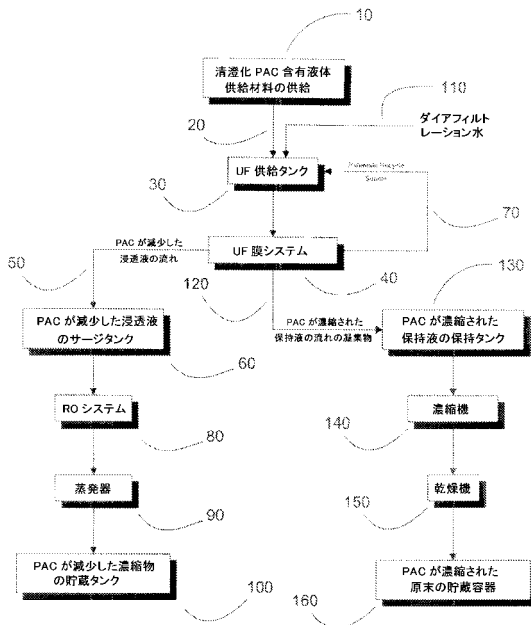 10
清澄化 PAC 含有液体
供給材料の供給
110
20
ダイアフィルト
レーション水
30
UF 供給タンク
70
PAC が減少した
浸透液の流れ
UF 膜システム
50
120
40
130
PAC が減少した浸透液
のサージタンク
PAC が濃縮された
保持液の流れの凝集物
PAC が濃縮された
保持液の保持タンク
60
RO システム
濃縮機
80
140
蒸発器
乾燥機
90
150
PAC が減少した濃縮物
の貯蔵タンク
PAC が濃縮された
原末の貯蔵容器
100
160